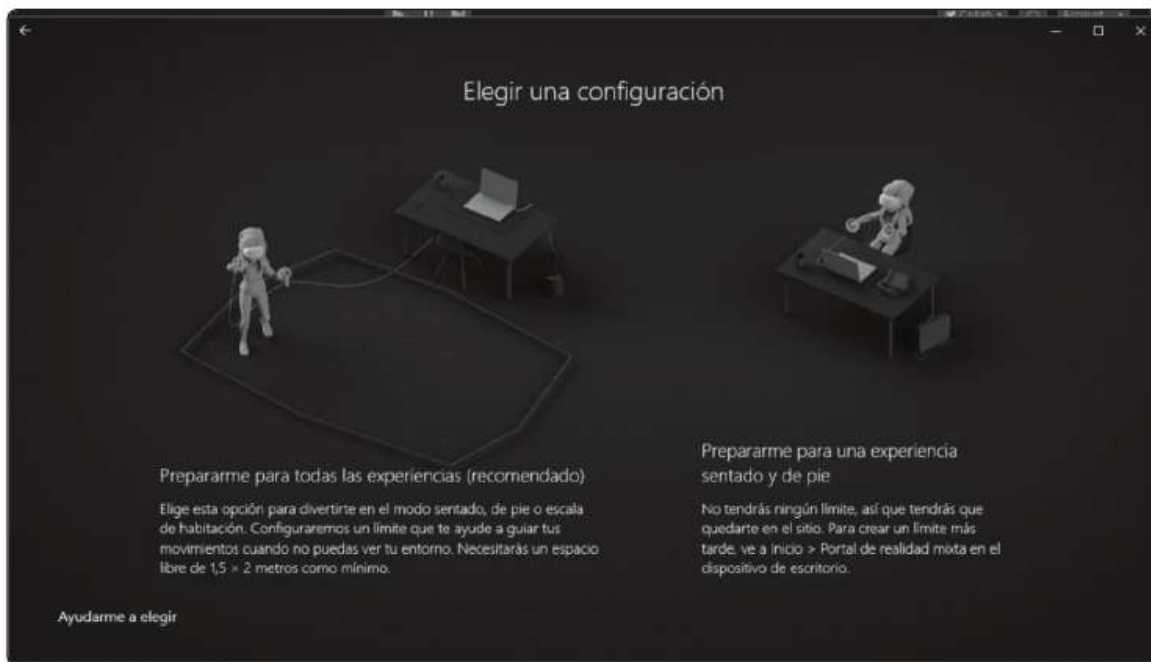 Elegir una configuración
Prepararme para todas las experiencias (recomendado)
Elige esta opción para divertirte en el modo sentado, de pie o escala
de habitación. Configuraremos un límite que te ayude a guiar tus
movimientos cuando no puedas ver tu entorno. Necesitarás un espacio
libre de 1,5 × 2 metros como mínimo.
Prepararme para una experiencia
sentado y de pie
No tendrás ningún límite, así que tendrás que
quedarte en el sitio. Para crear un límite más
tarde, ve a Inicio > Portal de realidad mixta en el
dispositivo de escritorio.
Ayudarme a elegir